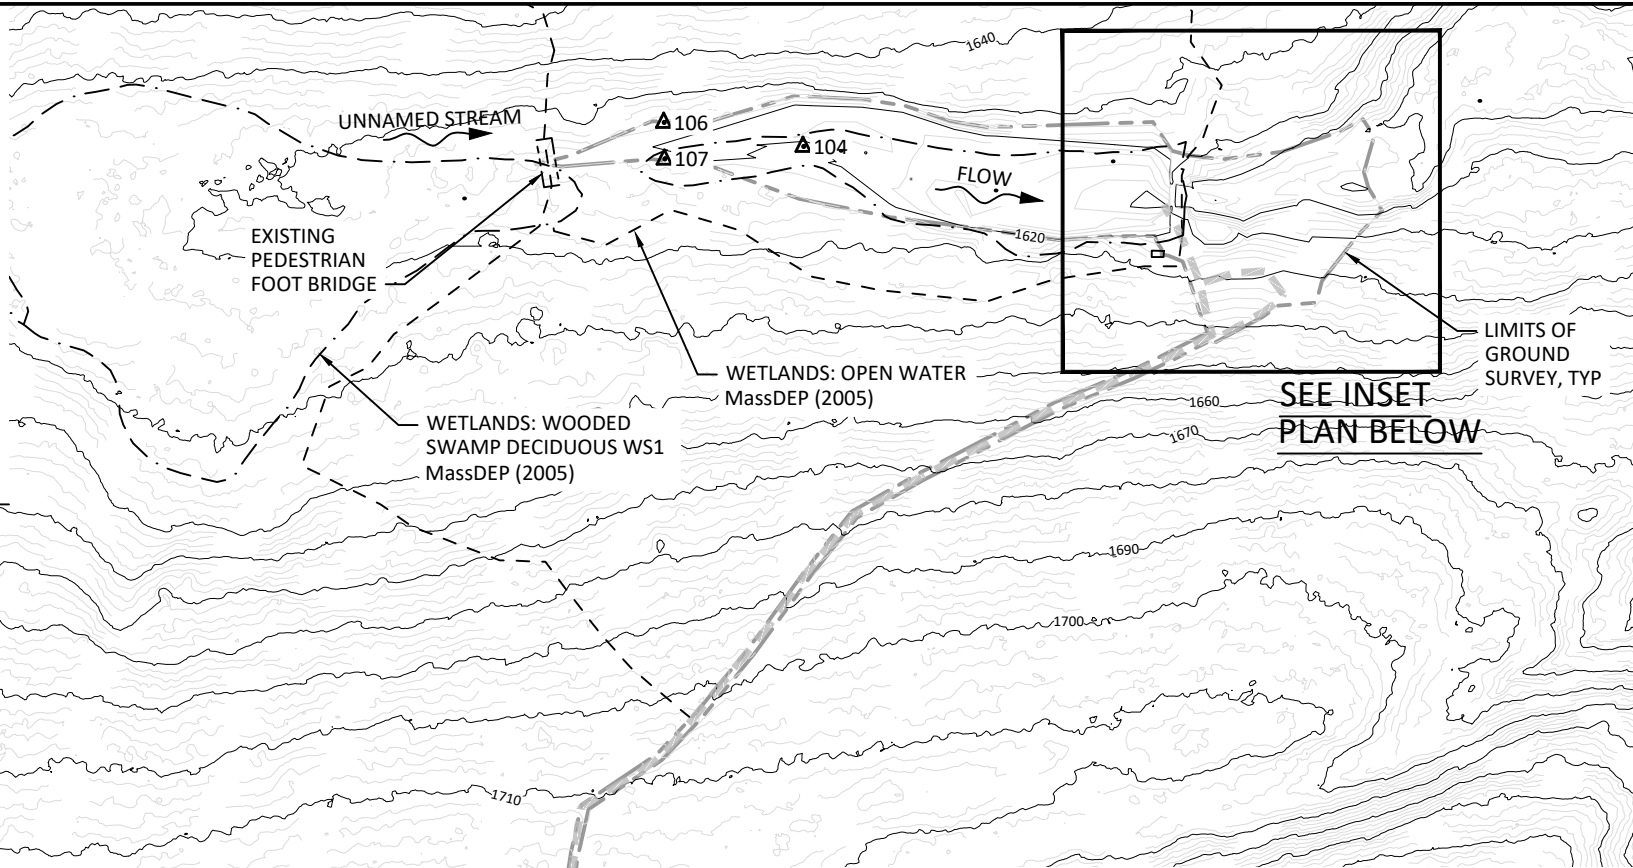 1640
UNNAMED STREAM
106
107
104
FLOW
1620
EXISTING
PEDESTRIAN
FOOT BRIDGE
LIMITS OF
GROUND
SURVEY, TYP
WETLANDS: OPEN WATER
MassDEP (2005)
SEE INSET
PLAN BELOW
WETLANDS: WOODED
SWAMP DECIDUOUS WS1
MassDEP (2005)
1660
1670
1690
1700
1710